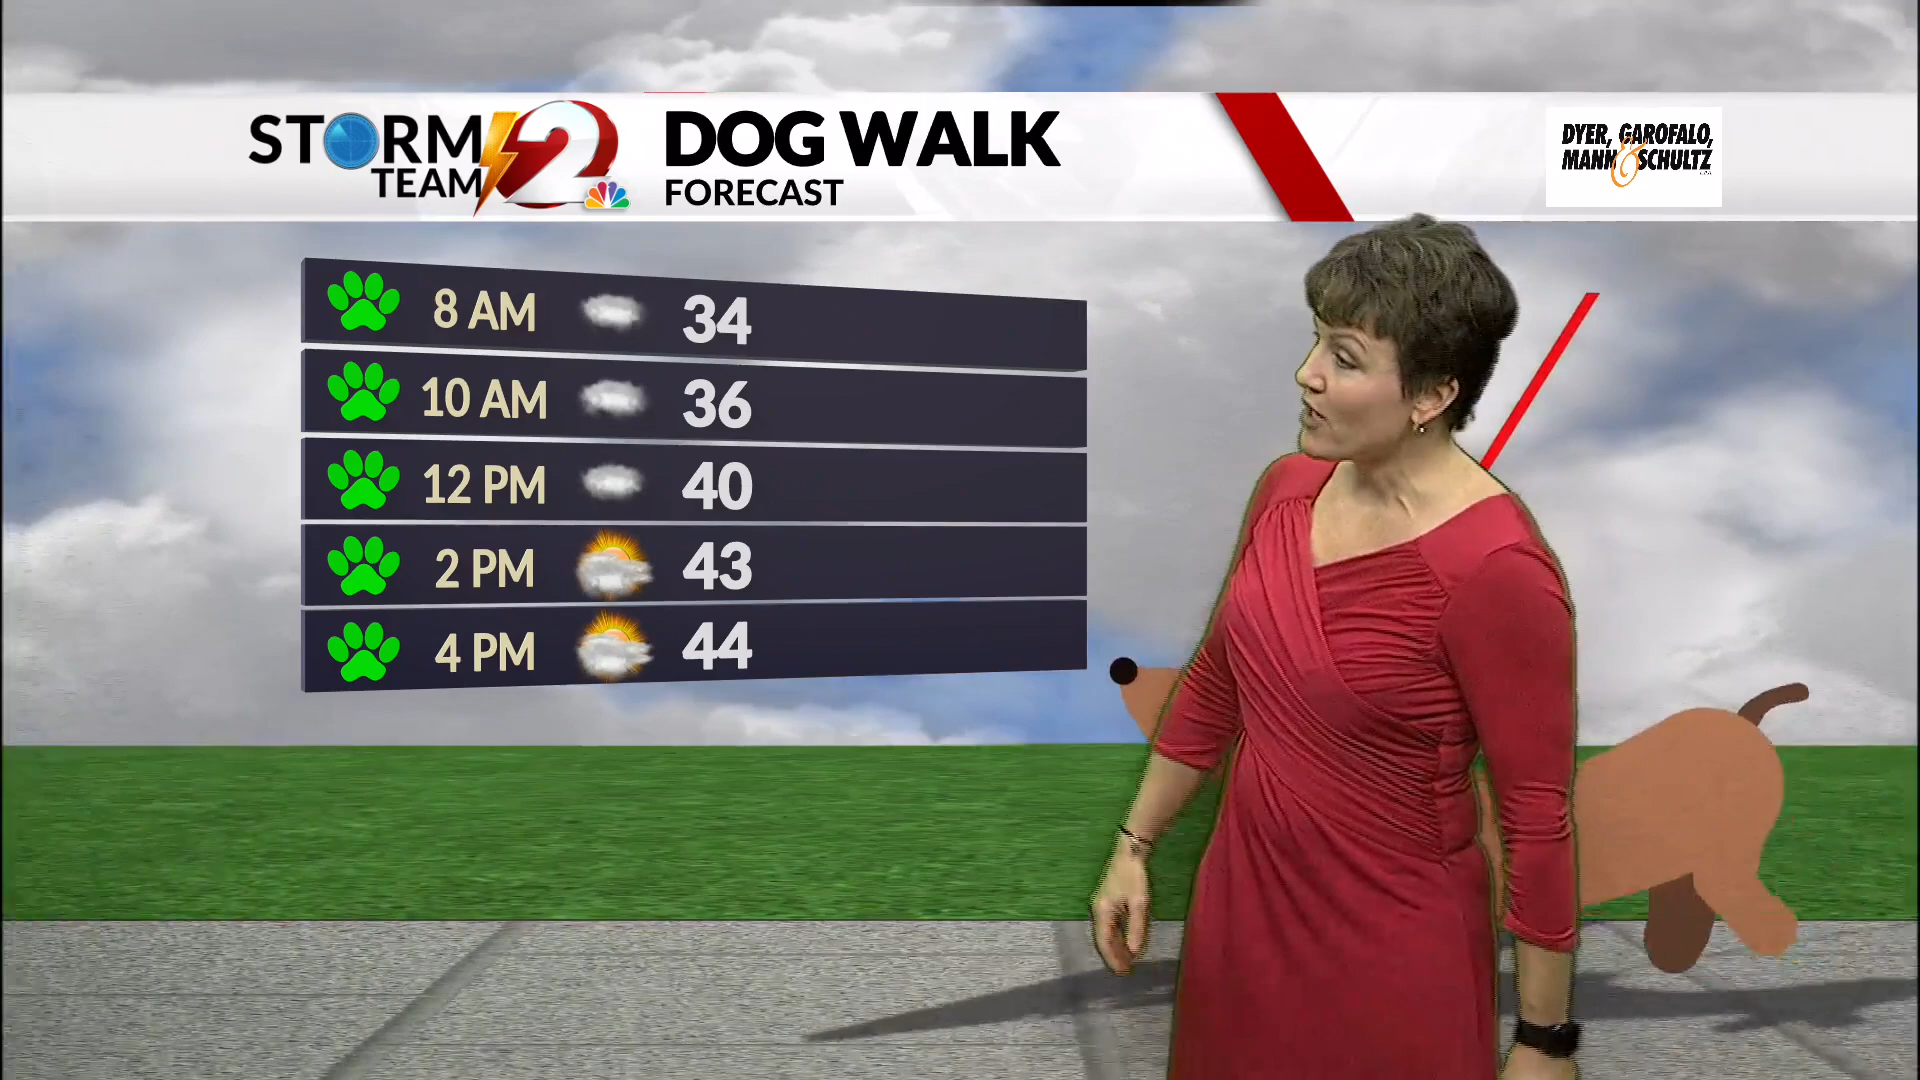 STORM
TEAM
2
DOG WALK
FORECAST
DYER, GAROFALO,
MANN & SCHULTZ
8 AM 34
10 AM 36
12 PM 40
2 PM 43
4 PM 44